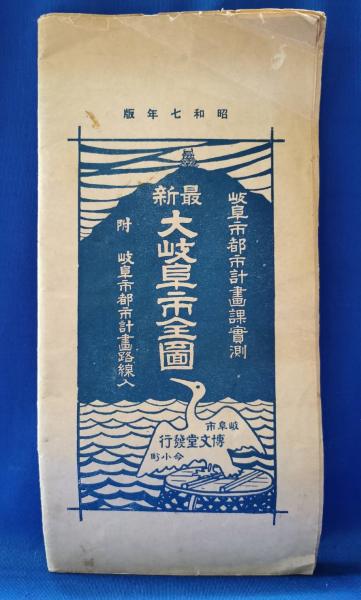 昭和七年版
岐阜市都市計畫課實測
最新
大岐阜市全圖
附 岐阜市都市計畫路線入
岐阜市
博文堂發行
今小町